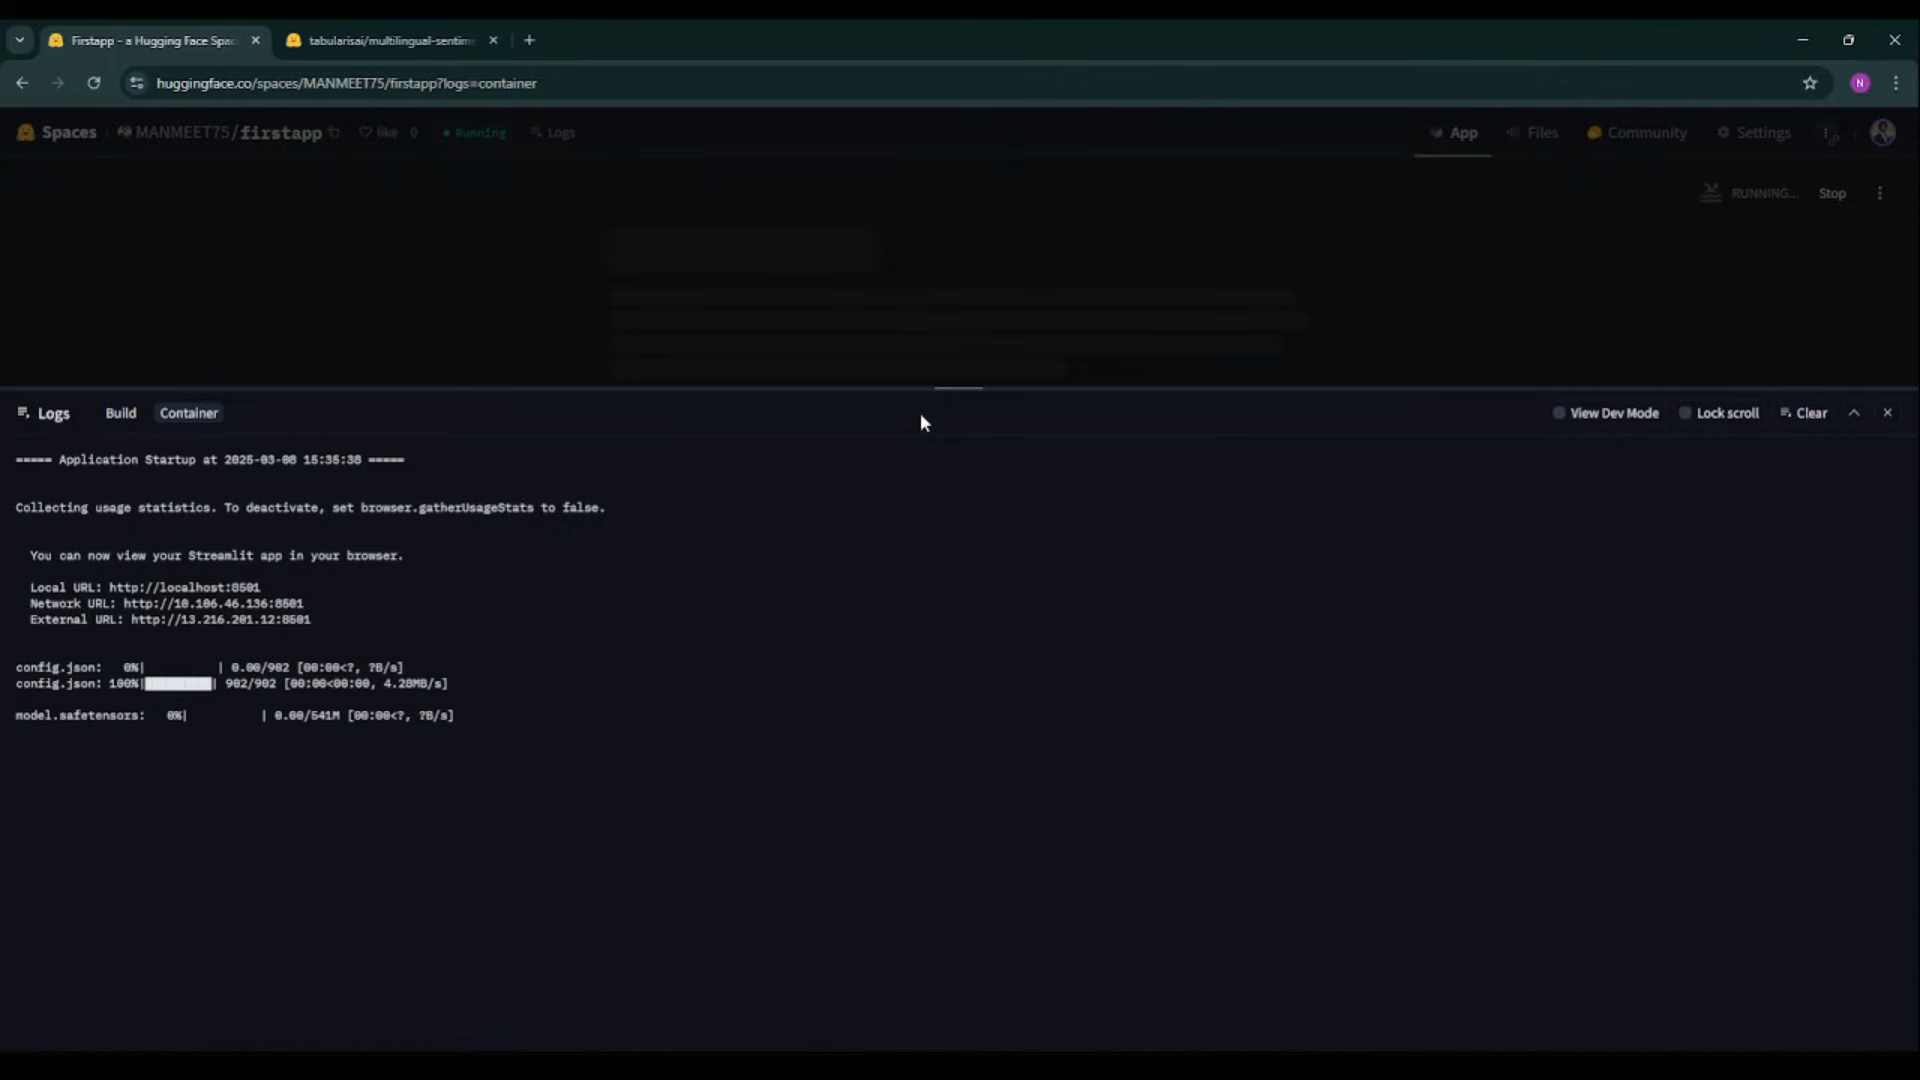 Firstapp - a Hugging Face Spac
tabularisai/multilingual-sentim
huggingface.co/spaces/MANMEET75/firstapp?logs=container
N
Spaces MANMEET75/firstapp like 0 Running Logs App Files Community Settings
RUNNING... Stop
Logs Build Container View Dev Mode Lock scroll Clear
===== Application Startup at 2025-03-08 15:35:38 =====
Collecting usage statistics. To deactivate, set browser.gatherUsageStats to false.
You can now view your Streamlit app in your browser.
Local URL: http://localhost:8501
Network URL: http://10.106.46.136:8501
External URL: http://13.216.201.12:8501
config.json: 0%| | 0.00/902 [00:00<?, ?B/s]
config.json: 100%|██████████| 902/902 [00:00<00:00, 4.28MB/s]
model.safetensors: 0%| | 0.00/541M [00:00<?, ?B/s]